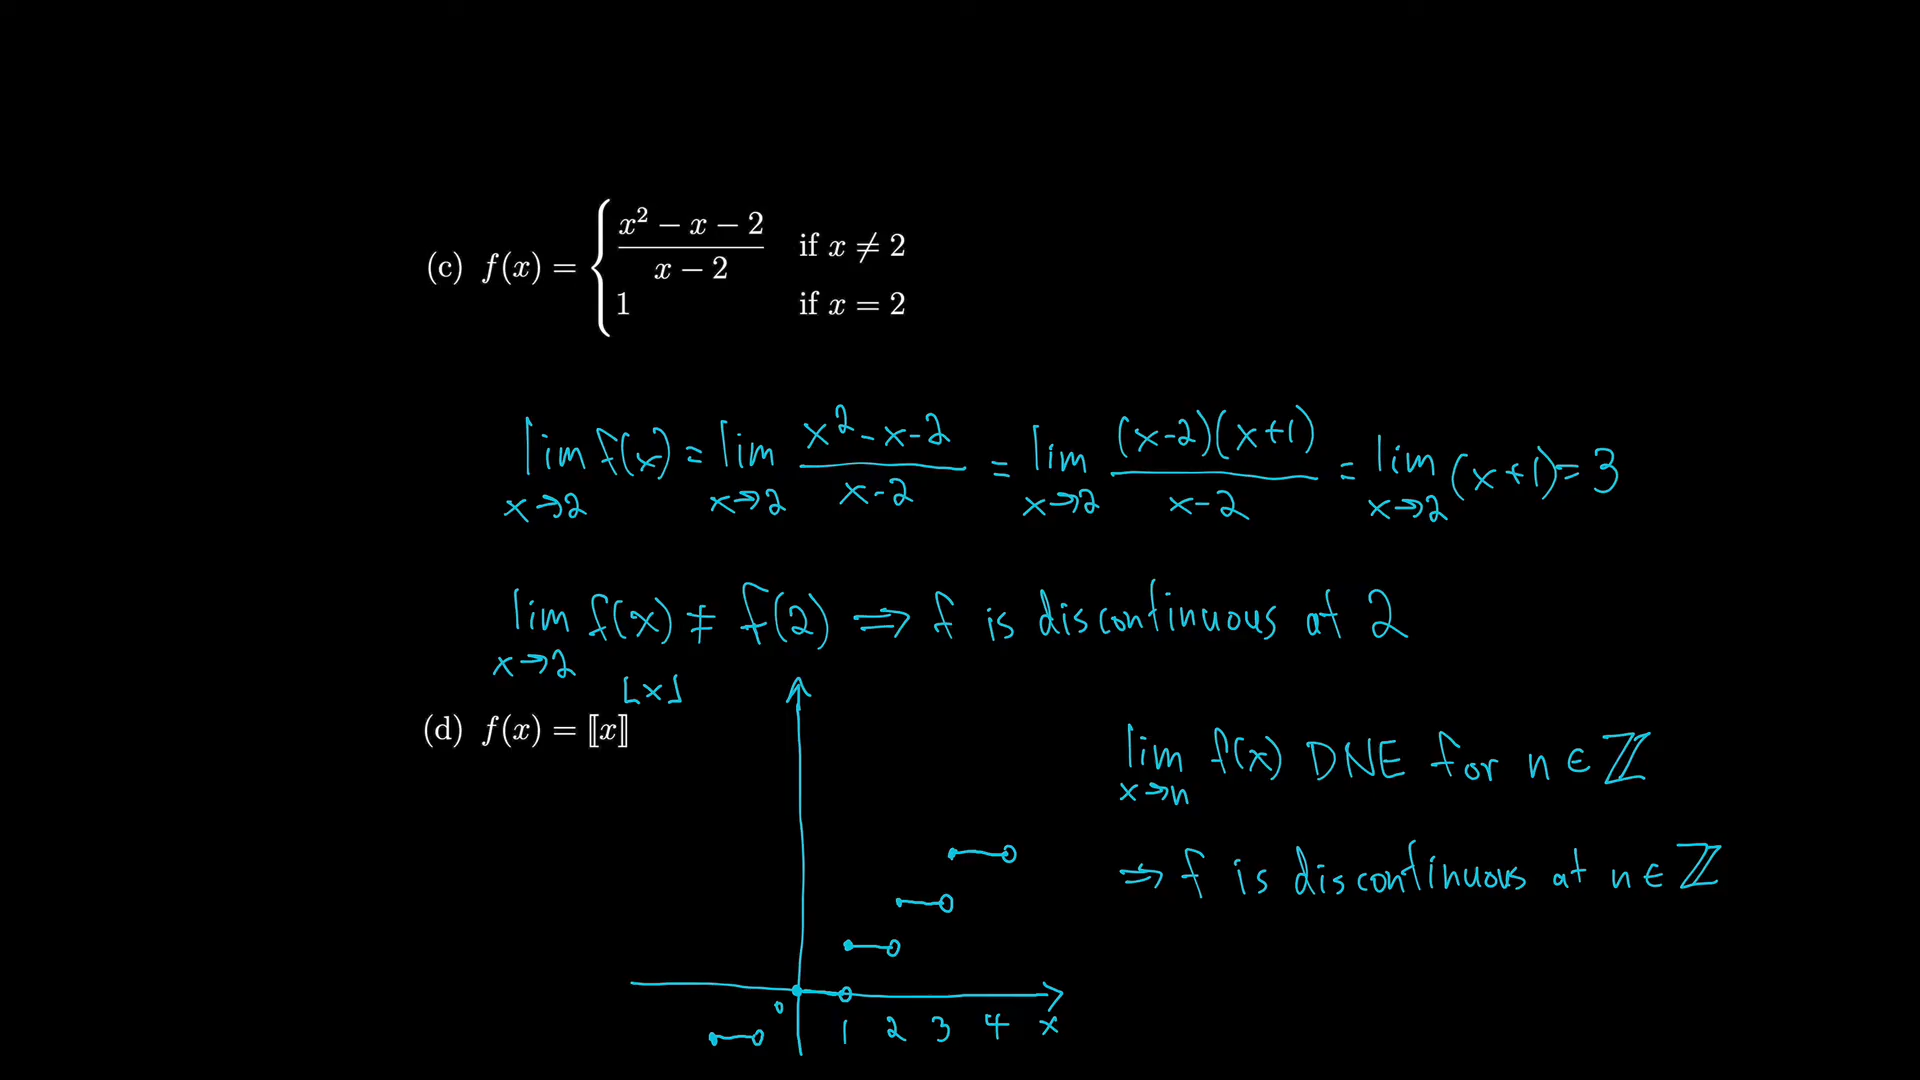 (c) f(x) = { (x² − x − 2)/(x − 2) if x ≠ 2
1 if x = 2
lim x→2 f(x) = lim x→2 (x²-x-2)/(x-2) = lim x→2 (x-2)(x+1)/(x-2) = lim x→2 (x+1) = 3
lim x→2 f(x) ≠ f(2) ⇒ f is discontinuous at 2
⌊x⌋
(d) f(x) = ⟦x⟧
lim x→n f(x) DNE for n ∈ ℤ
⇒ f is discontinuous at n ∈ ℤ
0 1 2 3 4 x